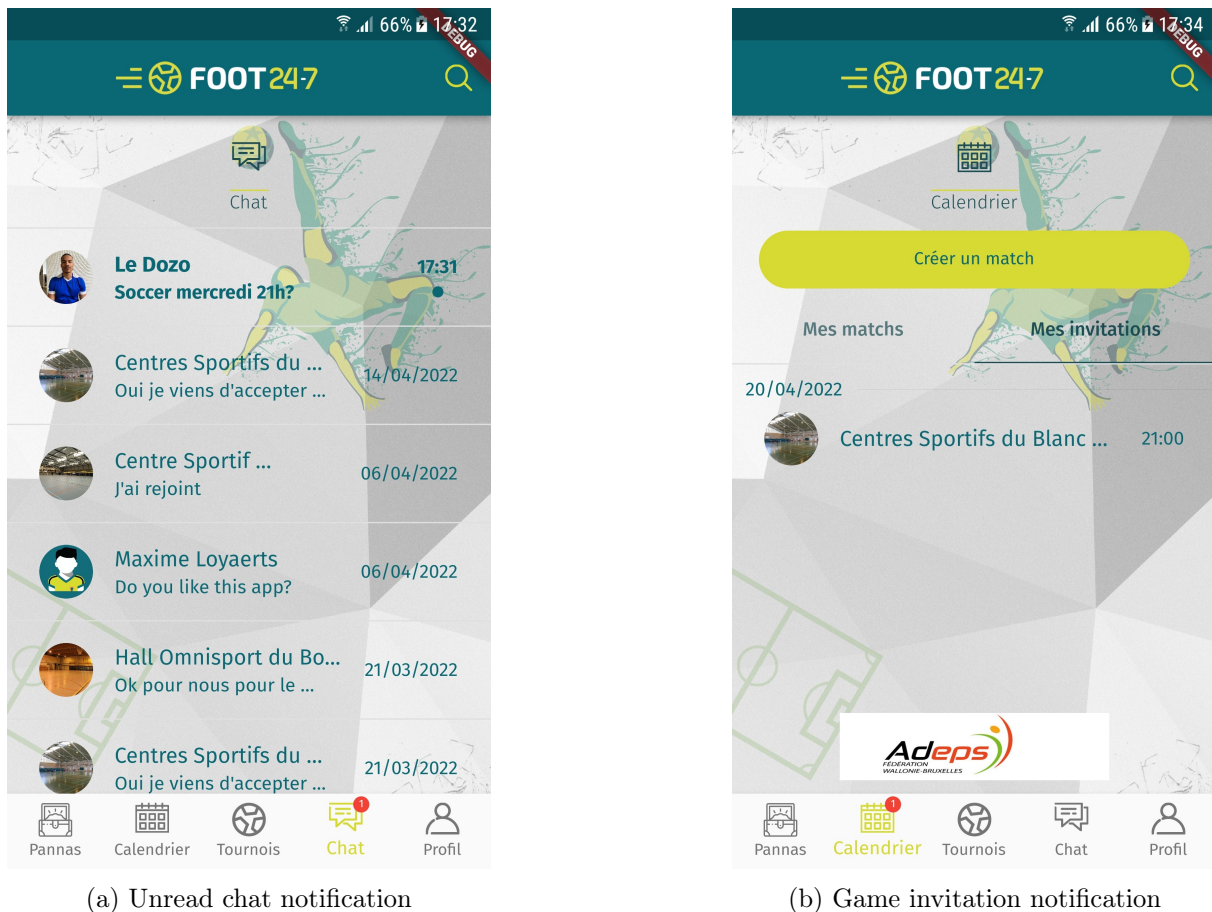 66% 17:32
DEBUG
FOOT24-7
Chat
Le Dozo
17:31
Soccer mercredi 21h?
Centres Sportifs du ...
14/04/2022
Oui je viens d'accepter ...
Centre Sportif ...
06/04/2022
J'ai rejoint
Maxime Loyaerts
06/04/2022
Do you like this app?
Hall Omnisport du Bo...
21/03/2022
Ok pour nous pour le ...
Centres Sportifs du ...
21/03/2022
Oui je viens d'accepter ...
1
Pannas Calendrier Tournois Chat Profil
(a) Unread chat notification
66% 17:34
DEBUG
FOOT24-7
Calendrier
Créer un match
Mes matchs Mes invitations
20/04/2022
Centres Sportifs du Blanc ... 21:00
Adeps
FÉDÉRATION
WALLONIE-BRUXELLES
1
Pannas Calendrier Tournois Chat Profil
(b) Game invitation notification